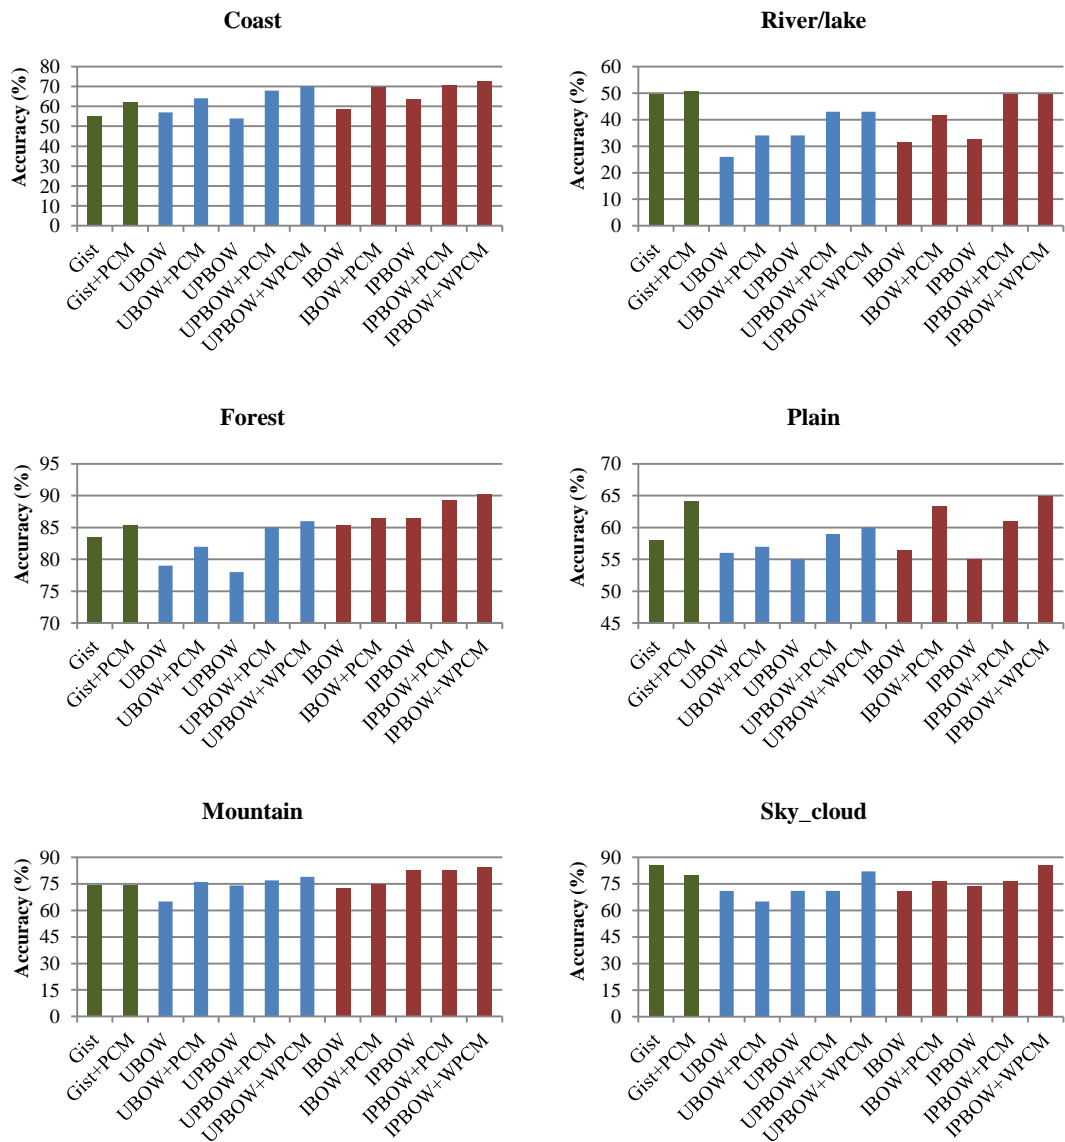 Coast
Accuracy (%)
80
70
60
50
40
30
20
10
0
Gist
Gist+PCM
UBOW
UBOW+PCM
UPBOW
UPBOW+PCM
UPBOW+WPCM
IBOW
IBOW+PCM
IPBOW
IPBOW+PCM
IPBOW+WPCM
River/lake
Accuracy (%)
60
50
40
30
20
10
0
Gist
Gist+PCM
UBOW
UBOW+PCM
UPBOW
UPBOW+PCM
UPBOW+WPCM
IBOW
IBOW+PCM
IPBOW
IPBOW+PCM
IPBOW+WPCM
Forest
Accuracy (%)
95
90
85
80
75
70
Gist
Gist+PCM
UBOW
UBOW+PCM
UPBOW
UPBOW+PCM
UPBOW+WPCM
IBOW
IBOW+PCM
IPBOW
IPBOW+PCM
IPBOW+WPCM
Plain
Accuracy (%)
70
65
60
55
50
45
Gist
Gist+PCM
UBOW
UBOW+PCM
UPBOW
UPBOW+PCM
UPBOW+WPCM
IBOW
IBOW+PCM
IPBOW
IPBOW+PCM
IPBOW+WPCM
Mountain
Accuracy (%)
90
75
60
45
30
15
0
Gist
Gist+PCM
UBOW
UBOW+PCM
UPBOW
UPBOW+PCM
UPBOW+WPCM
IBOW
IBOW+PCM
IPBOW
IPBOW+PCM
IPBOW+WPCM
Sky_cloud
Accuracy (%)
90
75
60
45
30
15
0
Gist
Gist+PCM
UBOW
UBOW+PCM
UPBOW
UPBOW+PCM
UPBOW+WPCM
IBOW
IBOW+PCM
IPBOW
IPBOW+PCM
IPBOW+WPCM